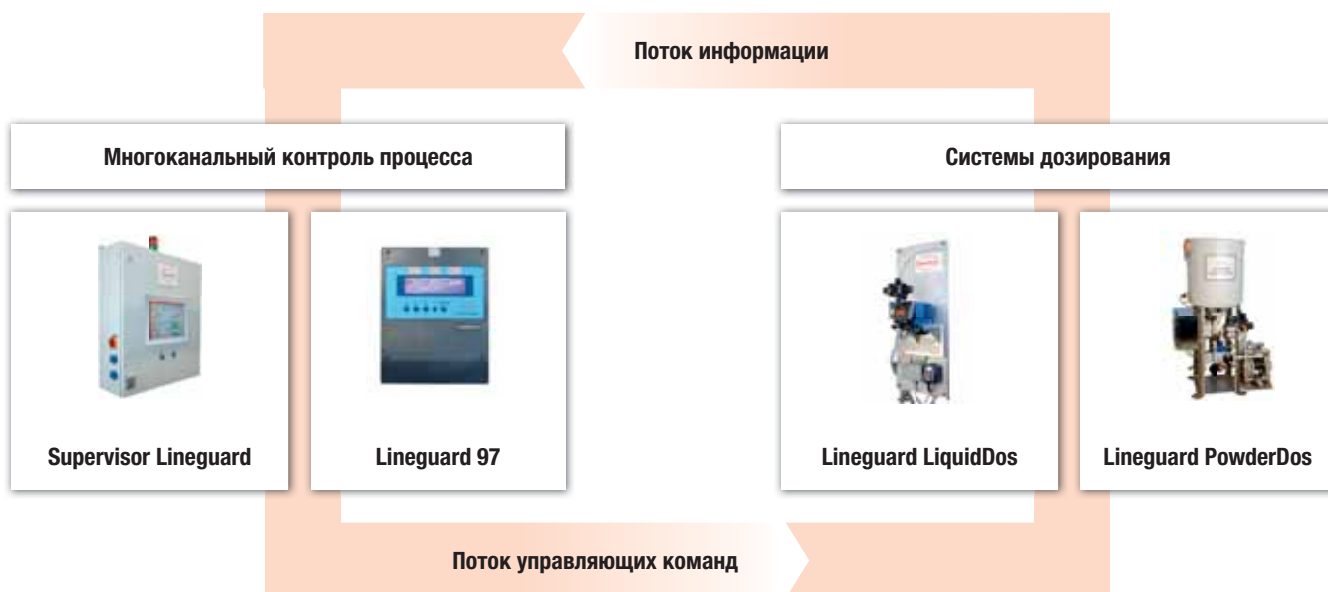 Поток информации
Многоканальный контроль процесса
Системы дозирования
Supervisor Lineguard
Lineguard 97
Lineguard LiquidDos
Lineguard PowderDos
Поток управляющих команд